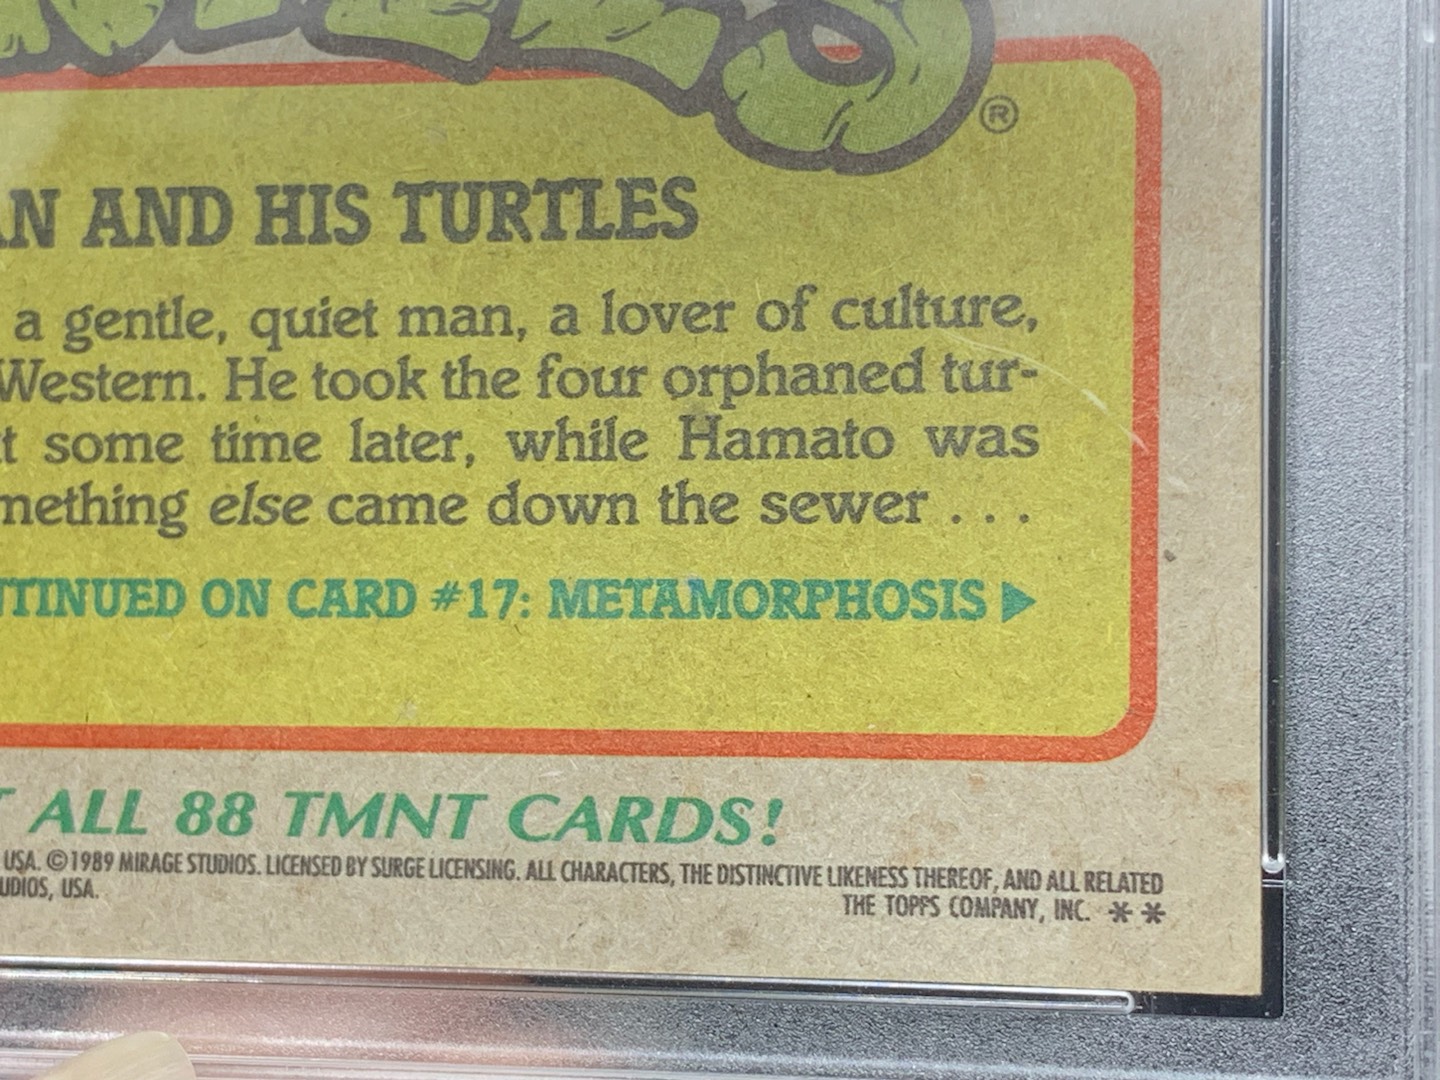 ®
AN AND HIS TURTLES
a gentle, quiet man, a lover of culture,
Western. He took the four orphaned tur-
t some time later, while Hamato was
mething else came down the sewer . . .
NTINUED ON CARD #17: METAMORPHOSIS ▶
T ALL 88 TMNT CARDS!
USA. ©1989 MIRAGE STUDIOS. LICENSED BY SURGE LICENSING. ALL CHARACTERS, THE DISTINCTIVE LIKENESS THEREOF, AND ALL RELATED
UDIOS, USA.
THE TOPPS COMPANY, INC. ✱ ✱